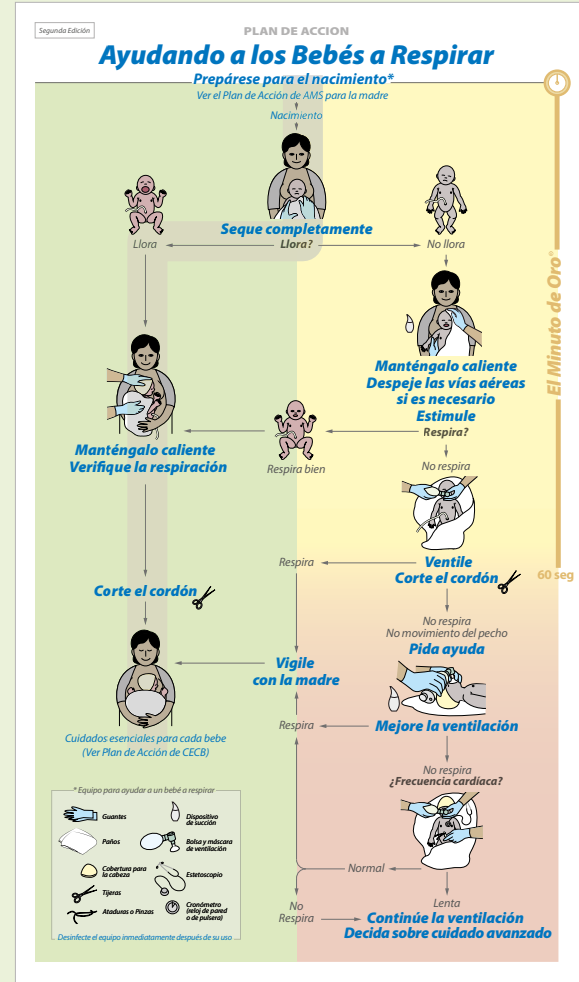 Segunda Edición
PLAN DE ACCION
Ayudando a los Bebés a Respirar
Prepárese para el nacimiento*
Ver el Plan de Acción de AMS para la madre
Nacimiento
Seque completamente
Llora
Llora?
No llora
El Minuto de Oro®
Manténgalo caliente
Despeje las vías aéreas
si es necesario
Estimule
Respira?
Manténgalo caliente
Verifique la respiración
Respira bien
No respira
Respira
Ventile
Corte el cordón
60 seg
Corte el cordón
No respira
No movimiento del pecho
Pida ayuda
Vigile
con la madre
Respira
Mejore la ventilación
Cuidados esenciales para cada bebe
(Ver Plan de Acción de CECB)
No respira
¿Frecuencia cardíaca?
Normal
Lenta
No
Respira
Continúe la ventilación
Decida sobre cuidado avanzado
* Equipo para ayudar a un bebé a respirar
Guantes
Dispositivo
de succión
Paños
Bolsa y máscara
de ventilación
Cobertura para
la cabeza
Estetoscopio
Tijeras
Ataduras o Pinzas
Cronómetro
(reloj de pared
o de pulsera)
Desinfecte el equipo inmediatamente después de su uso